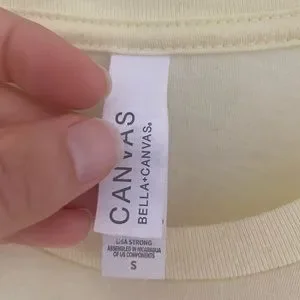 CANVAS
BELLA+CANVAS®
USA STRONG
ASSEMBLED IN NICARAGUA
OF US COMPONENTS
S